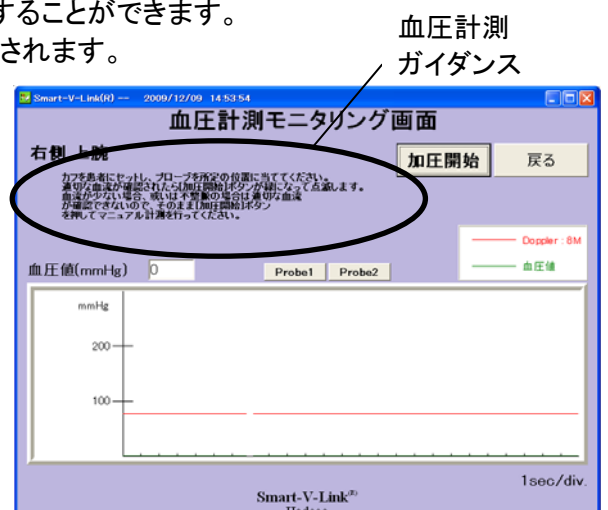 することができます。
されます。
血圧計測
ガイダンス
Smart-V-Link(R) -- 2009/12/09 14:53:54
血圧計測モニタリング画面
右側 上腕
加圧開始
戻る
カフを患者にセットし、プローブを所定の位置に当ててください。
適切な血流が確認されたら[加圧開始]ボタンが緑になって点滅します。
血流が少ない場合、或いは不整脈の場合は適切な血流
が確認できないので、そのまま[加圧開始]ボタン
を押してマニュアル計測を行ってください。
Doppler : 8M
血圧値
血圧値(mmHg) 0
Probe1
Probe2
mmHg
200
100
1sec/div.
Smart-V-Link(R)